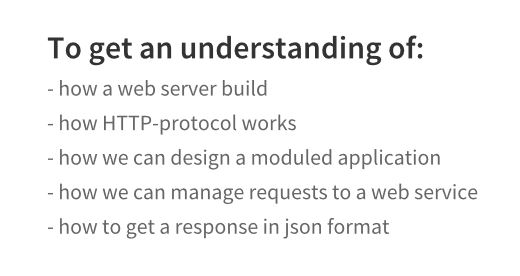 To get an understanding of:
- how a web server build
- how HTTP-protocol works
- how we can design a moduled application
- how we can manage requests to a web service
- how to get a response in json format